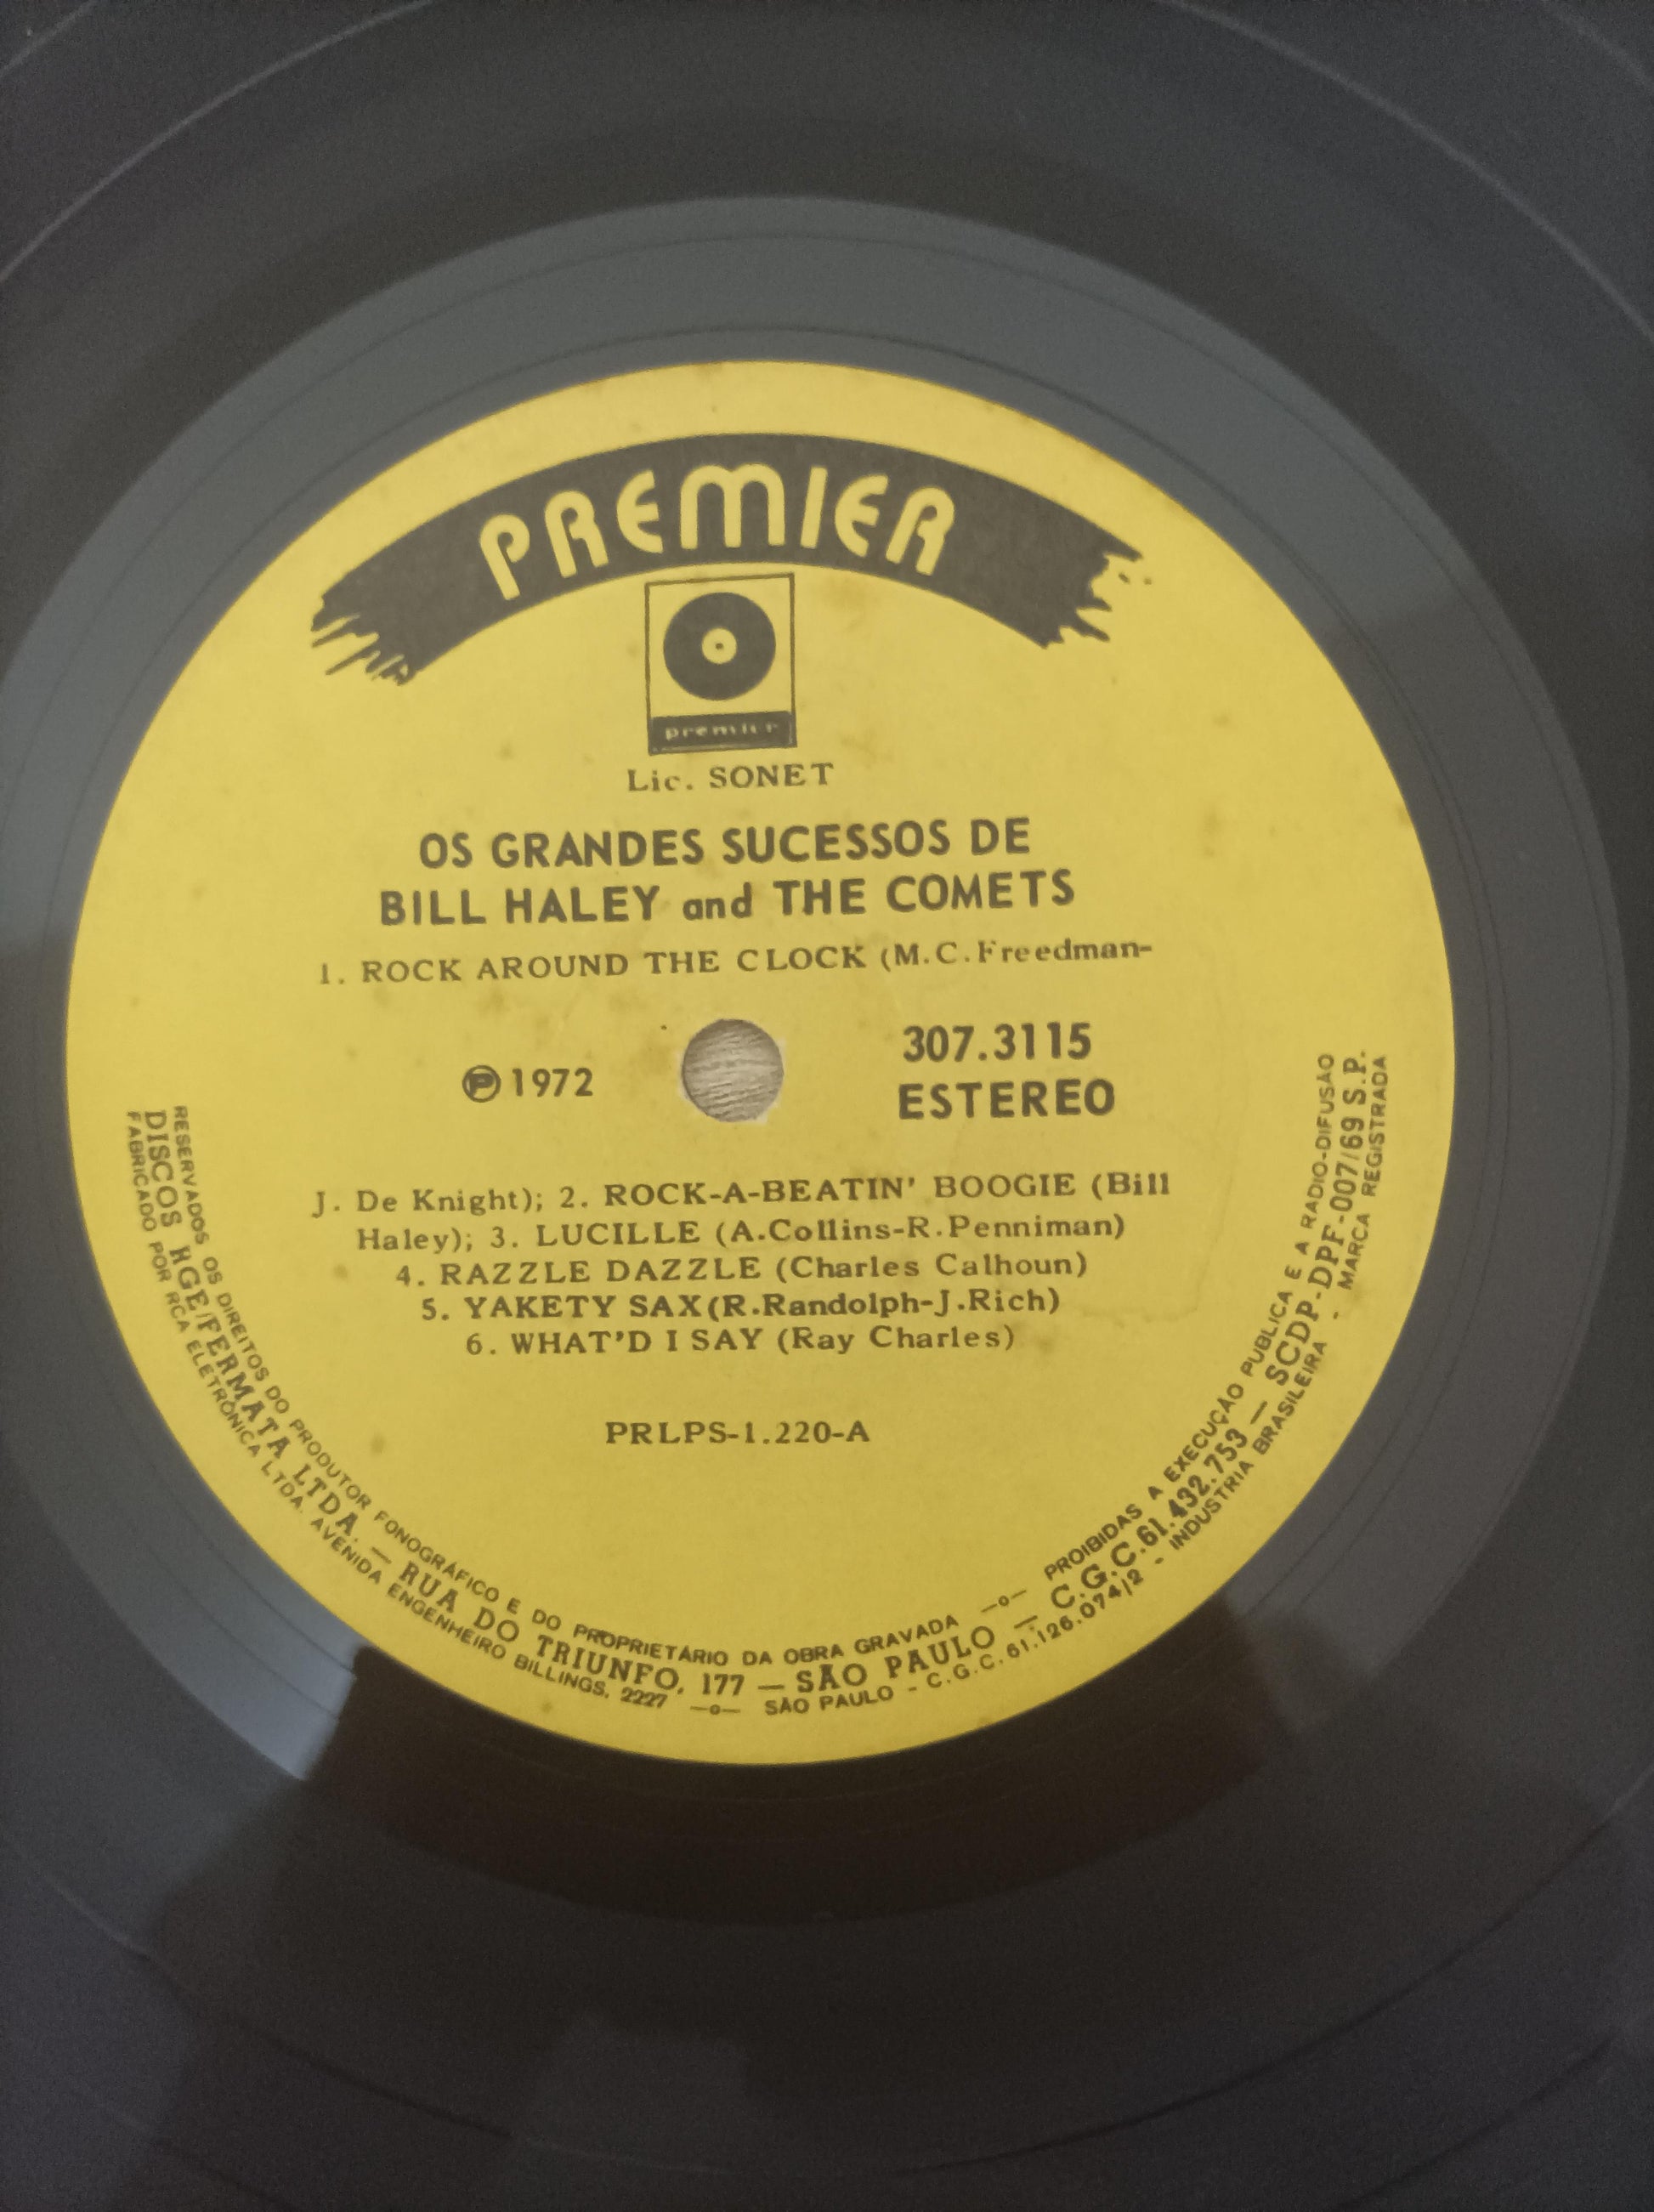 PREMIER
premier
Lic. SONET
OS GRANDES SUCESSOS DE
BILL HALEY and THE COMETS
1. ROCK AROUND THE CLOCK (M.C.Freedman-
℗ 1972
307.3115
ESTEREO
J. De Knight); 2. ROCK-A-BEATIN' BOOGIE (Bill
Haley); 3. LUCILLE (A.Collins-R.Penniman)
4. RAZZLE DAZZLE (Charles Calhoun)
5. YAKETY SAX(R.Randolph-J.Rich)
6. WHAT'D I SAY (Ray Charles)
PRLPS-1.220-A
RESERVADOS OS DIREITOS DO PRODUTOR FONOGRÁFICO E DO PROPRIETÁRIO DA OBRA GRAVADA —o— PROIBIDAS A EXECUÇÃO PUBLICA E A RADIO-DIFUSÃO
DISCOS RGE/FERMATA LTDA. — RUA DO TRIUNFO, 177 — SÃO PAULO — C.G.C.61.432.753 — SCDP-DPF-007/69 S.P.
FABRICADO POR RCA ELETRÔNICA LTDA. AVENIDA ENGENHEIRO BILLINGS, 2227 —o— SÃO PAULO - C.G.C. 61.126.074/2 - INDUSTRIA BRASILEIRA - MARCA REGISTRADA